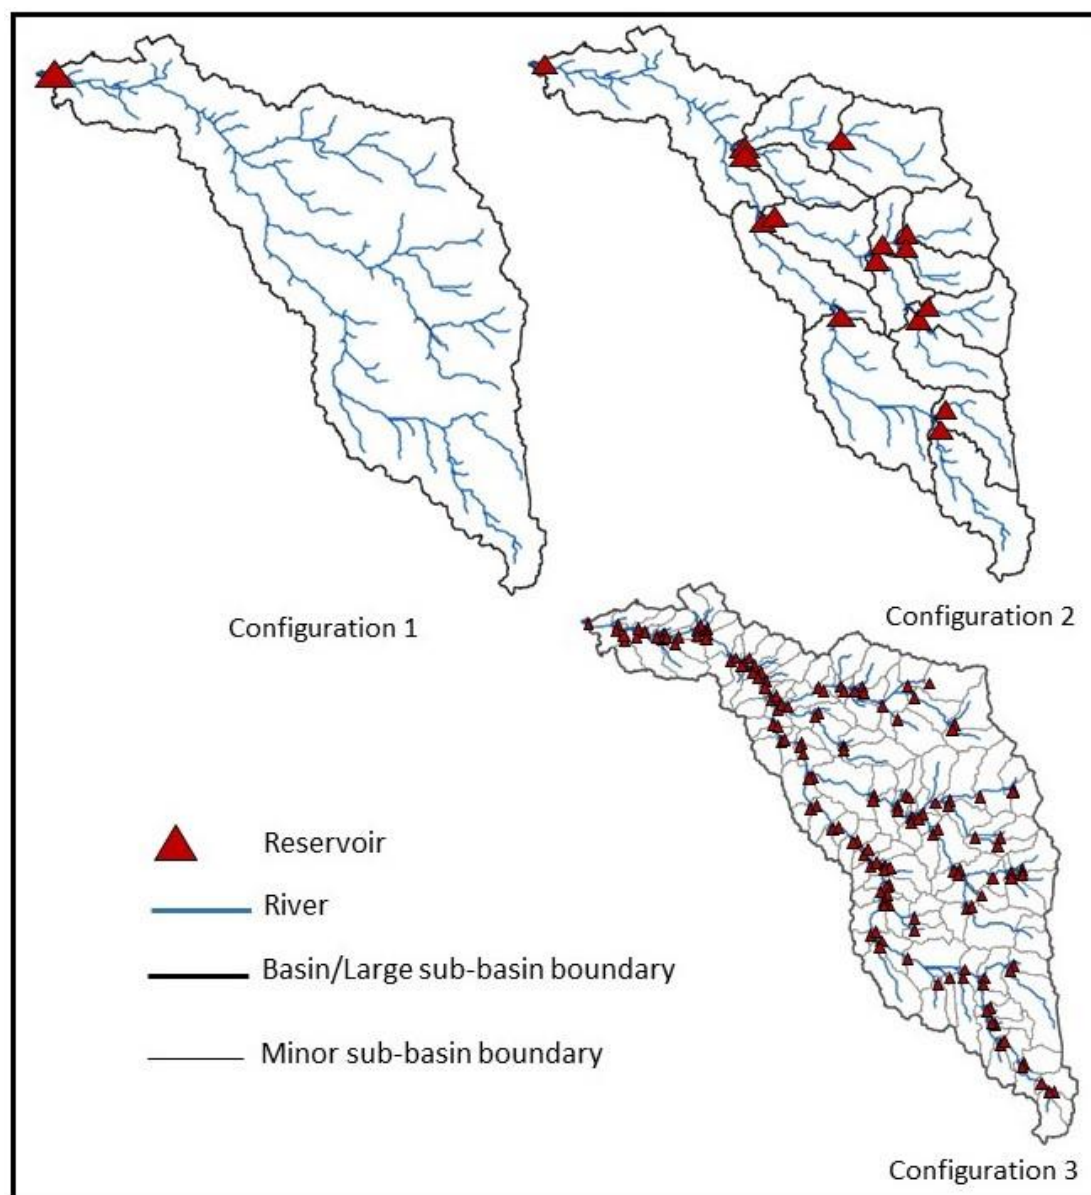 Configuration 1
Configuration 2
Reservoir
River
Basin/Large sub-basin boundary
Minor sub-basin boundary
Configuration 3